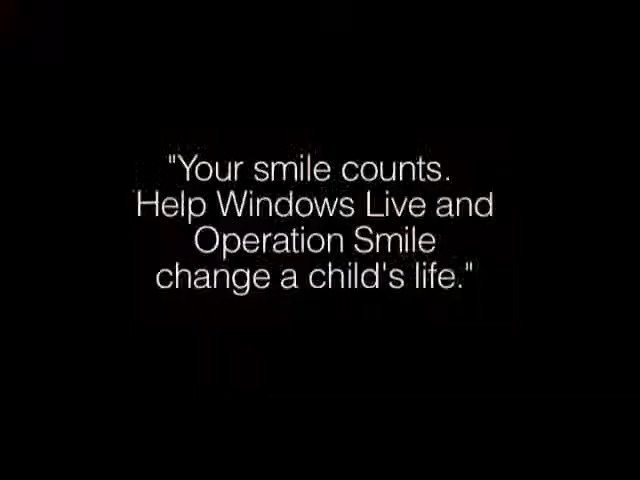 "Your smile counts.
Help Windows Live and
Operation Smile
change a child's life."